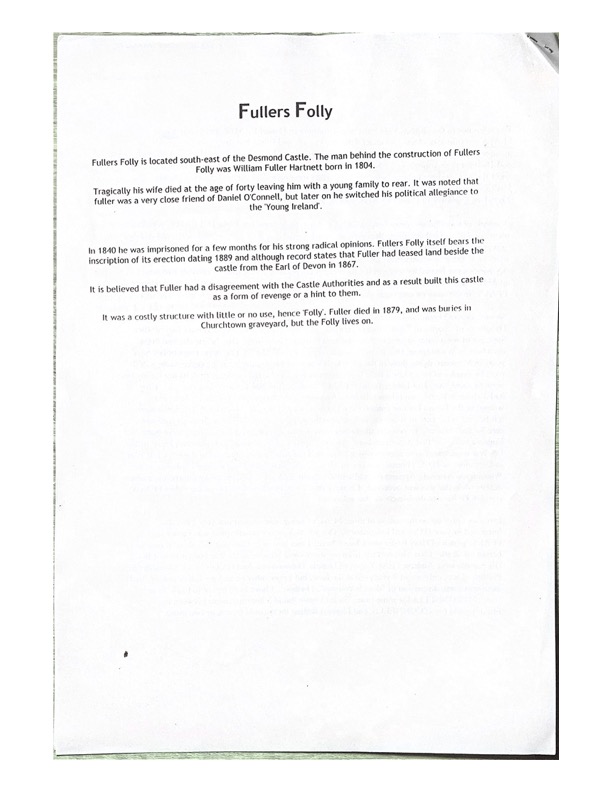 Fullers Folly
Fullers Folly is located south-east of the Desmond Castle. The man behind the construction of Fullers
Folly was William Fuller Hartnett born in 1804.
Tragically his wife died at the age of forty leaving him with a young family to rear. It was noted that
fuller was a very close friend of Daniel O'Connell, but later on he switched his political allegiance to
the 'Young Ireland'.
In 1840 he was imprisoned for a few months for his strong radical opinions. Fullers Folly itself bears the
inscription of its erection dating 1889 and although record states that Fuller had leased land beside the
castle from the Earl of Devon in 1867.
It is believed that Fuller had a disagreement with the Castle Authorities and as a result built this castle
as a form of revenge or a hint to them.
It was a costly structure with little or no use, hence 'Folly'. Fuller died in 1879, and was buries in
Churchtown graveyard, but the Folly lives on.